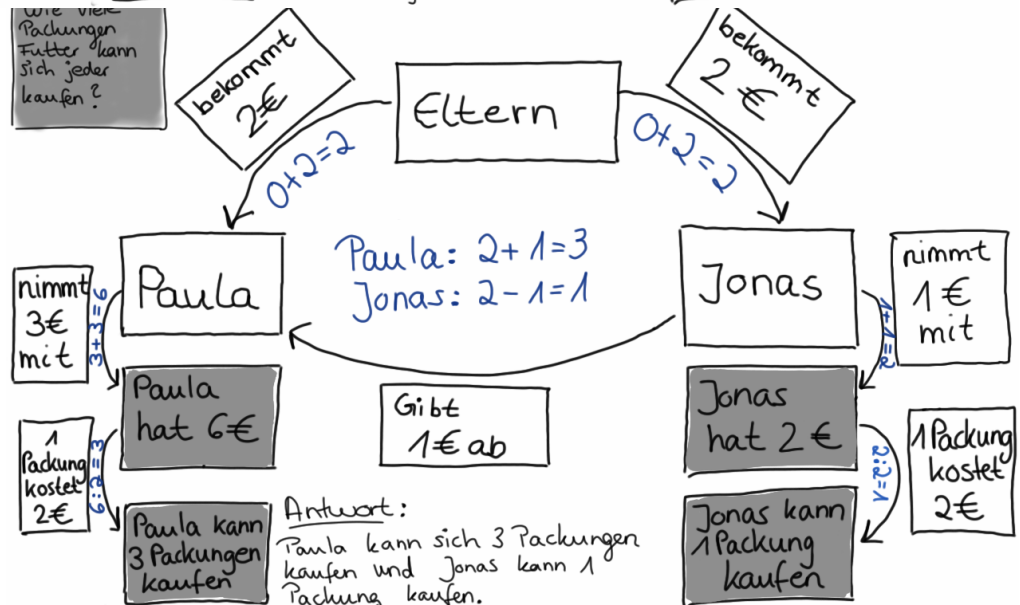 Wie viele
Packungen
Futter kann
sich jeder
kaufen?
bekommt
2€
Eltern
bekommt
2€
0+2=2
0+2=2
Paula
Paula: 2+1=3
Jonas: 2-1=1
Jonas
nimmt
3€
mit
3+3=6
nimmt
1€
mit
1+1=2
Paula
hat 6€
Gibt
1€ ab
Jonas
hat 2€
1
Packung
kostet
2€
6:2=3
1 Packung
kostet
2€
2:2=1
Paula kann
3 Packungen
kaufen
Antwort:
Paula kann sich 3 Packungen
kaufen und Jonas kann 1
Packung kaufen.
Jonas kann
1 Packung
kaufen